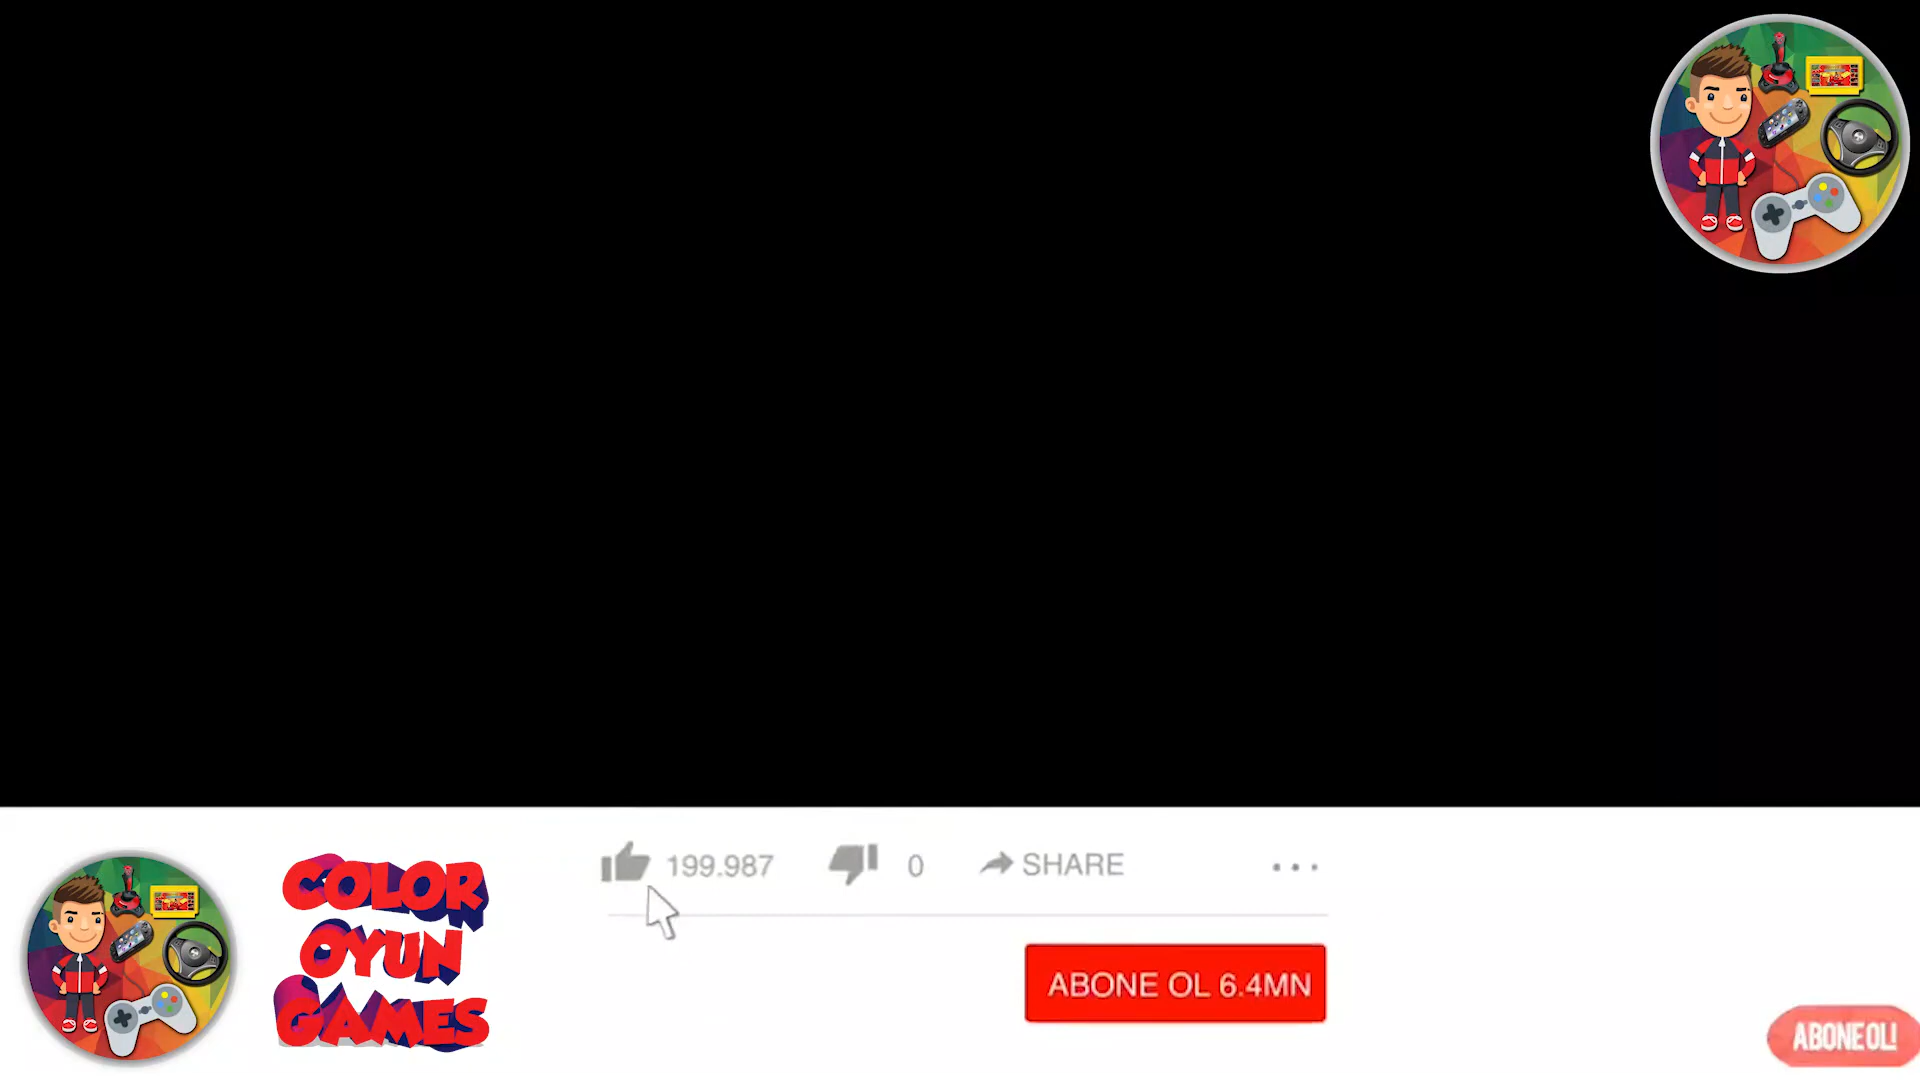 COLOR
OYUN
GAMES
199.987 0 SHARE
ABONE OL 6.4MN
ABONE OL!